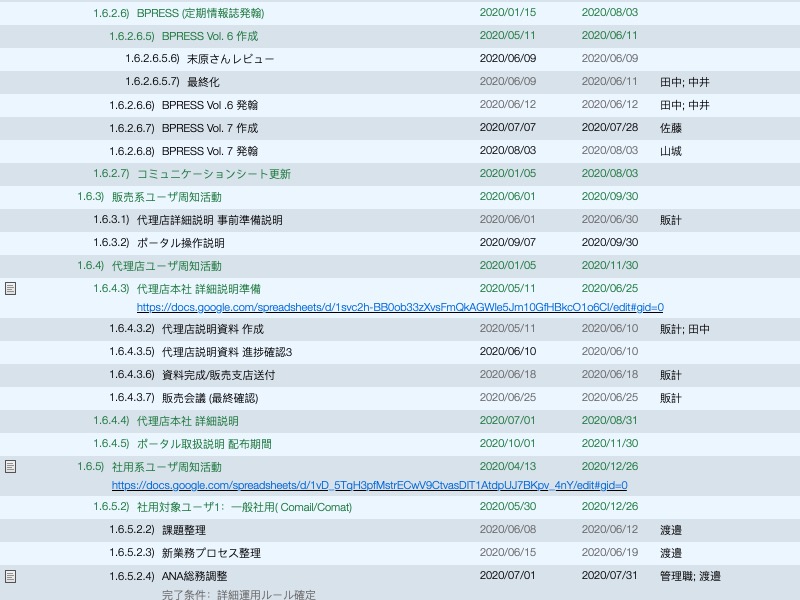 1.6.2.6) BPRESS (定期情報誌発翰) 2020/01/15 2020/08/03
1.6.2.6.5) BPRESS Vol. 6 作成 2020/05/11 2020/06/11
1.6.2.6.5.6) 末原さんレビュー 2020/06/09 2020/06/09
1.6.2.6.5.7) 最終化 2020/06/09 2020/06/11 田中; 中井
1.6.2.6.6) BPRESS Vol .6 発翰 2020/06/12 2020/06/12 田中; 中井
1.6.2.6.7) BPRESS Vol. 7 作成 2020/07/07 2020/07/28 佐藤
1.6.2.6.8) BPRESS Vol. 7 発翰 2020/08/03 2020/08/03 山城
1.6.2.7) コミュニケーションシート更新 2020/01/05 2020/08/03
1.6.3) 販売系ユーザ周知活動 2020/06/01 2020/09/30
1.6.3.1) 代理店詳細説明 事前準備説明 2020/06/01 2020/06/30 販計
1.6.3.2) ポータル操作説明 2020/09/07 2020/09/30
1.6.4) 代理店ユーザ周知活動 2020/01/05 2020/11/30
1.6.4.3) 代理店本社 詳細説明準備 2020/05/11 2020/06/25
https://docs.google.com/spreadsheets/d/1svc2h-BB0ob33zXvsFmQkAGWle5Jm10GfHBkcO1o6CI/edit#gid=0
1.6.4.3.2) 代理店説明資料 作成 2020/05/11 2020/06/10 販計; 田中
1.6.4.3.5) 代理店説明資料 進捗確認3 2020/06/10 2020/06/10
1.6.4.3.6) 資料完成/販売支店送付 2020/06/18 2020/06/18 販計
1.6.4.3.7) 販売会議 (最終確認) 2020/06/25 2020/06/25 販計
1.6.4.4) 代理店本社 詳細説明 2020/07/01 2020/08/31
1.6.4.5) ポータル取扱説明 配布期間 2020/10/01 2020/11/30
1.6.5) 社用系ユーザ周知活動 2020/04/13 2020/12/26
https://docs.google.com/spreadsheets/d/1vD_5TqH3pfMstrECwV9CtvasDlT1AtdpUJ7BKpv_4nY/edit#gid=0
1.6.5.2) 社用対象ユーザ1: 一般社用( Comail/Comat) 2020/05/30 2020/12/26
1.6.5.2.2) 課題整理 2020/06/08 2020/06/12 渡邉
1.6.5.2.3) 新業務プロセス整理 2020/06/15 2020/06/19 渡邉
1.6.5.2.4) ANA総務調整 2020/07/01 2020/07/31 管理職; 渡邉
完了条件: 詳細運用ルール確定